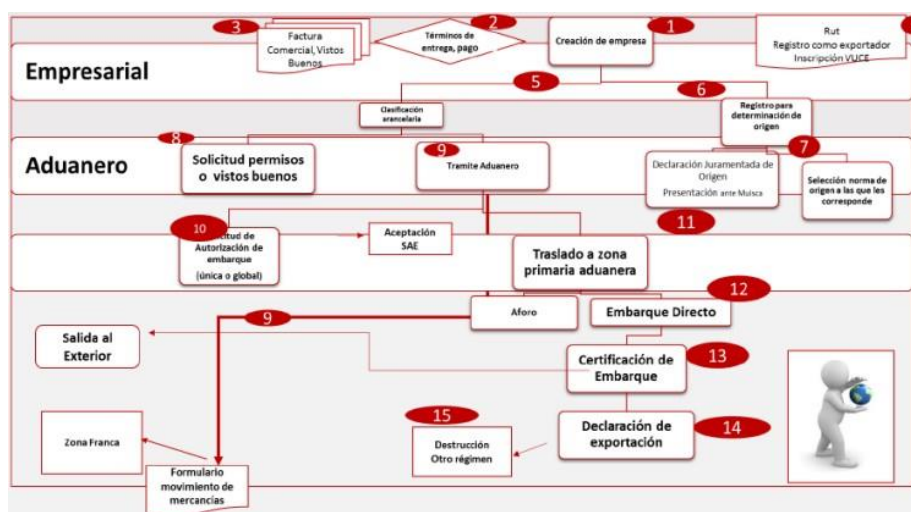 3
Factura
Comercial, Vistos
Buenos
2
Términos de
entrega, pago
1
Creación de empresa
Rut
Registro como exportador
Inscripción VUCE
Empresarial
5
6
Clasificación
arancelaria
Registro para
determinación de
origen
Aduanero
8
Solicitud permisos
o vistos buenos
9
Tramite Aduanero
7
Declaración Juramentada de
Origen
Presentación ante Muisca
Selección norma de
origen a las que les
corresponde
10
Autorización de
embarque
(única o global)
Aceptación
SAE
11
Traslado a zona
primaria aduanera
12
Aforo
Embarque Directo
9
Salida al
Exterior
13
Certificación de
Embarque
15
Destrucción
Otro régimen
14
Declaración de
exportación
Zona Franca
Formulario
movimiento de
mercancías